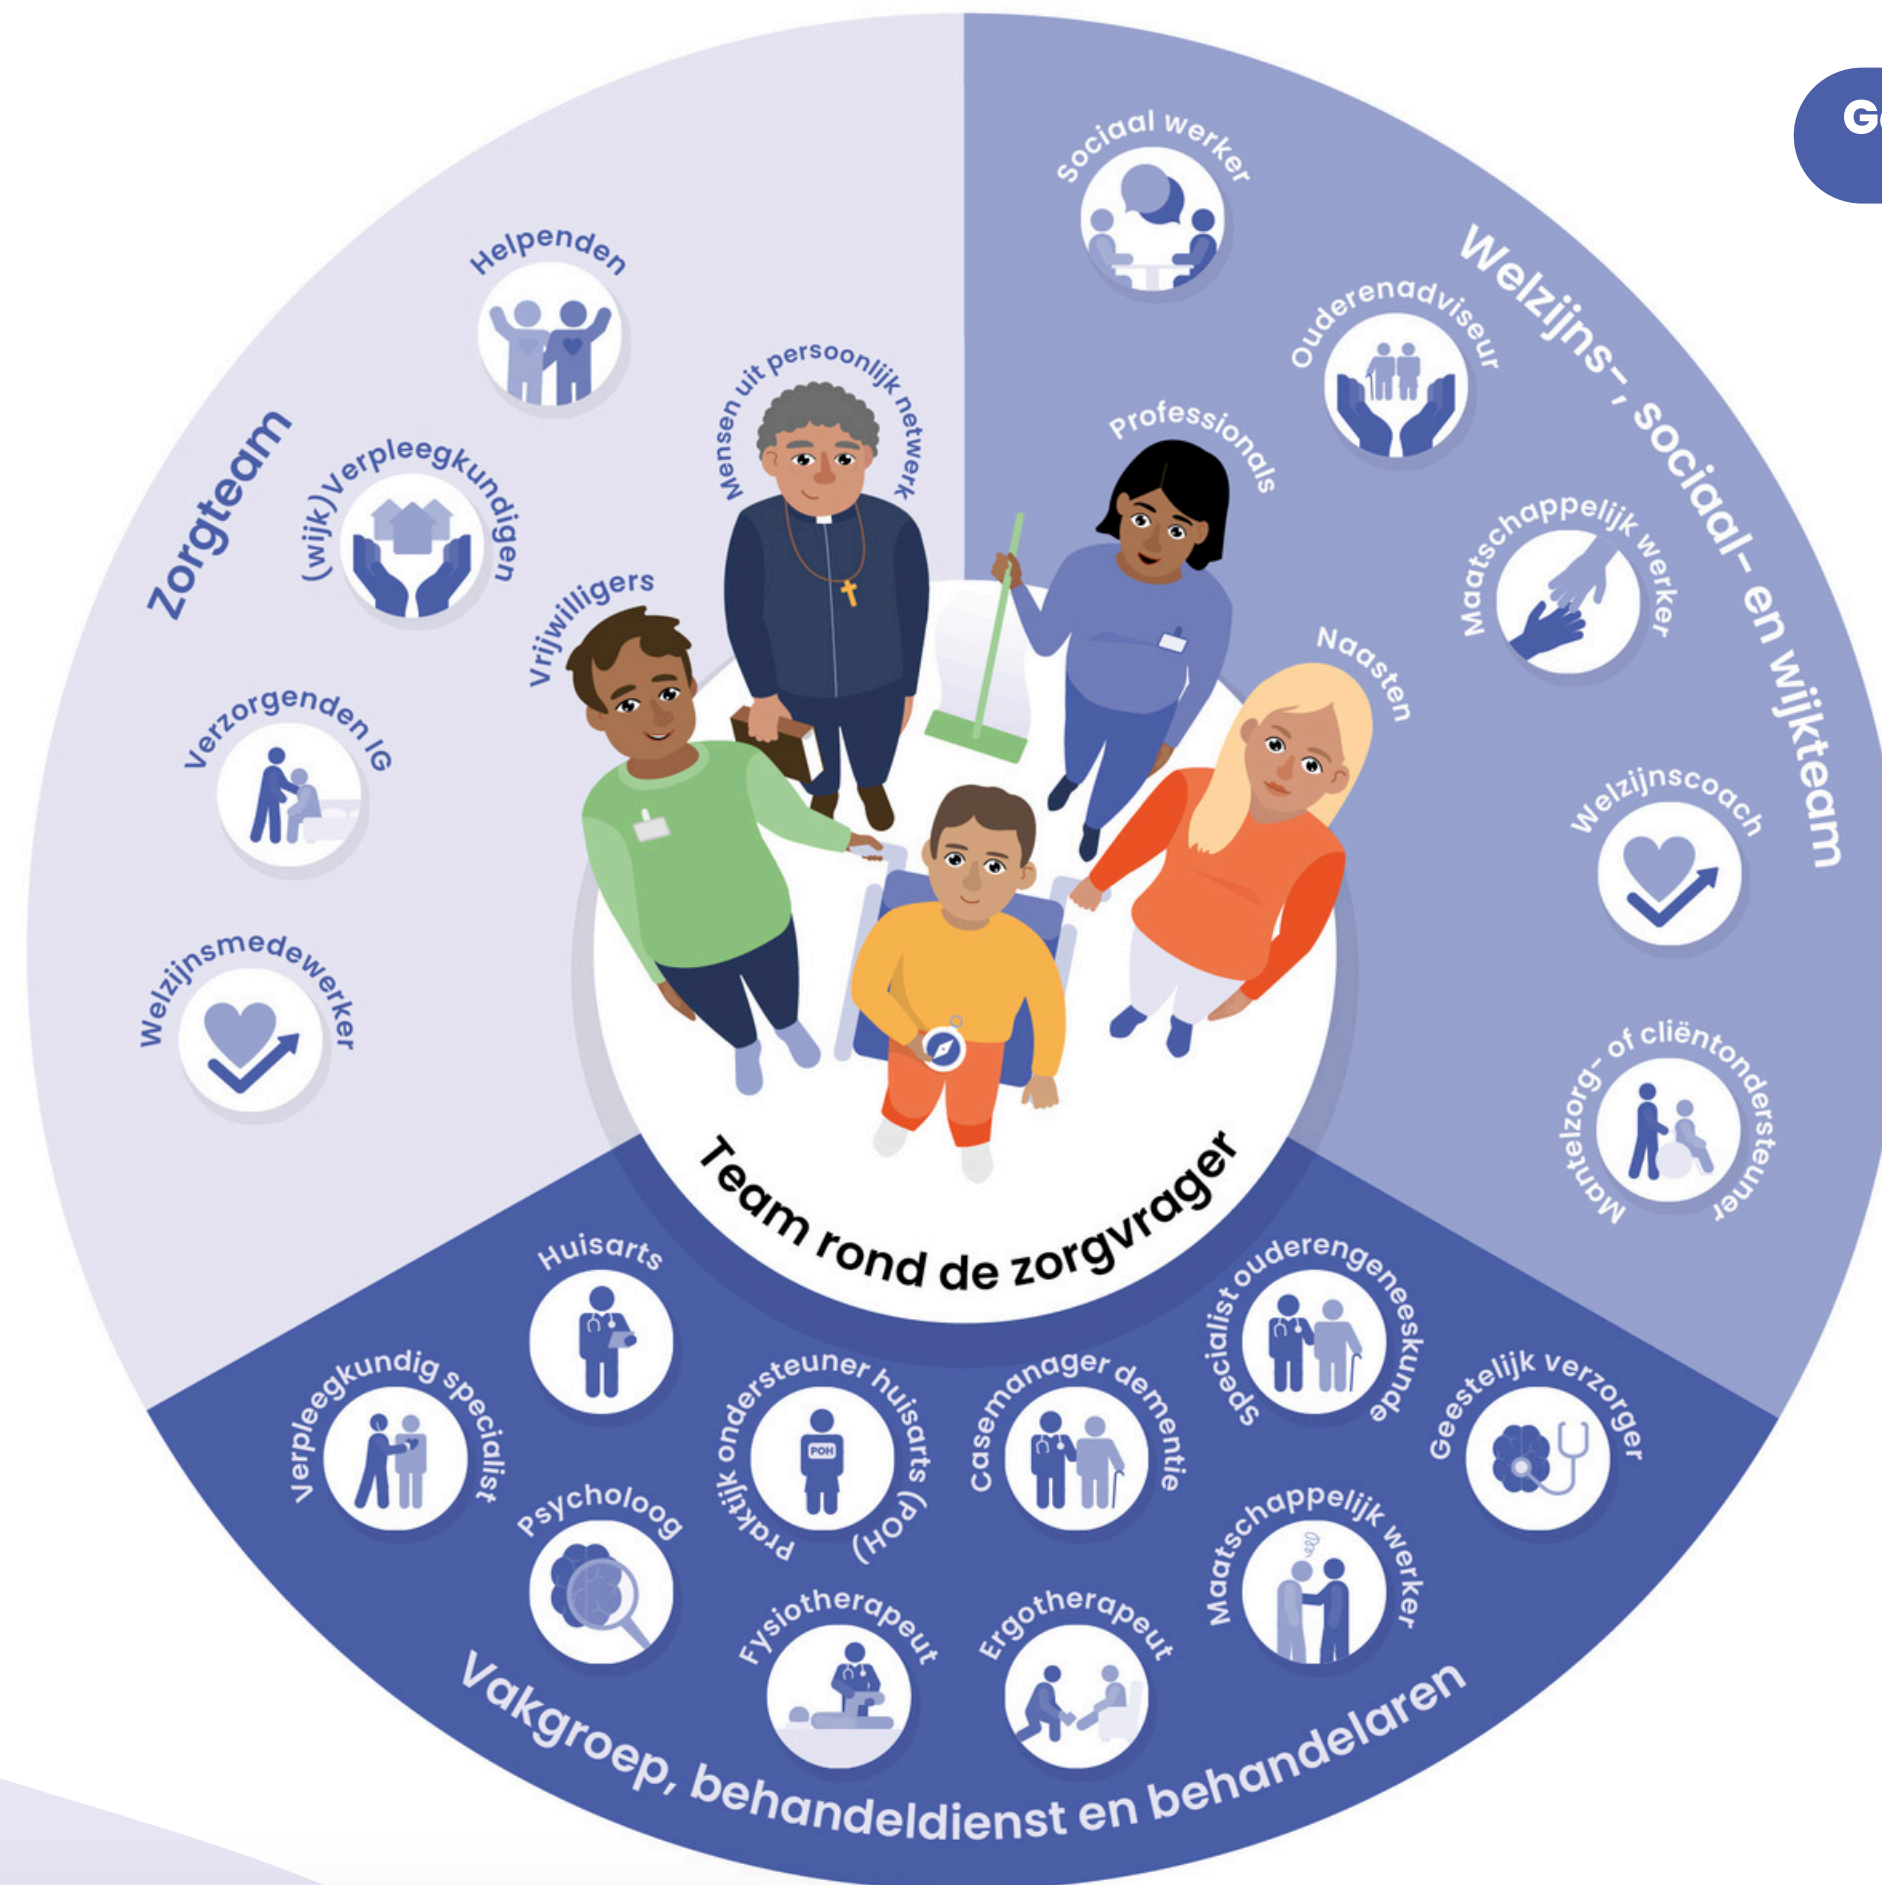 Zorgteam
Helpenden
(wijk)Verpleegkundigen
Verzorgenden IG
Welzijnsmedewerker
Welzijns-, sociaal- en wijkteam
Sociaal werker
Ouderenadviseur
Maatschappelijk werker
Welzijnscoach
Mantelzorg- of cliëntondersteuner
Mensen uit persoonlijk netwerk
Professionals
Vrijwilligers
Naasten
Team rond de zorgvrager
Huisarts
Specialist ouderengeneeskunde
Verpleegkundig specialist
Praktijk ondersteuner huisarts (POH)
POH
Casemanager dementie
Geestelijk verzorger
Psycholoog
Maatschappelijk werker
Fysiotherapeut
Ergotherapeut
Vakgroep, behandeldienst en behandelaren